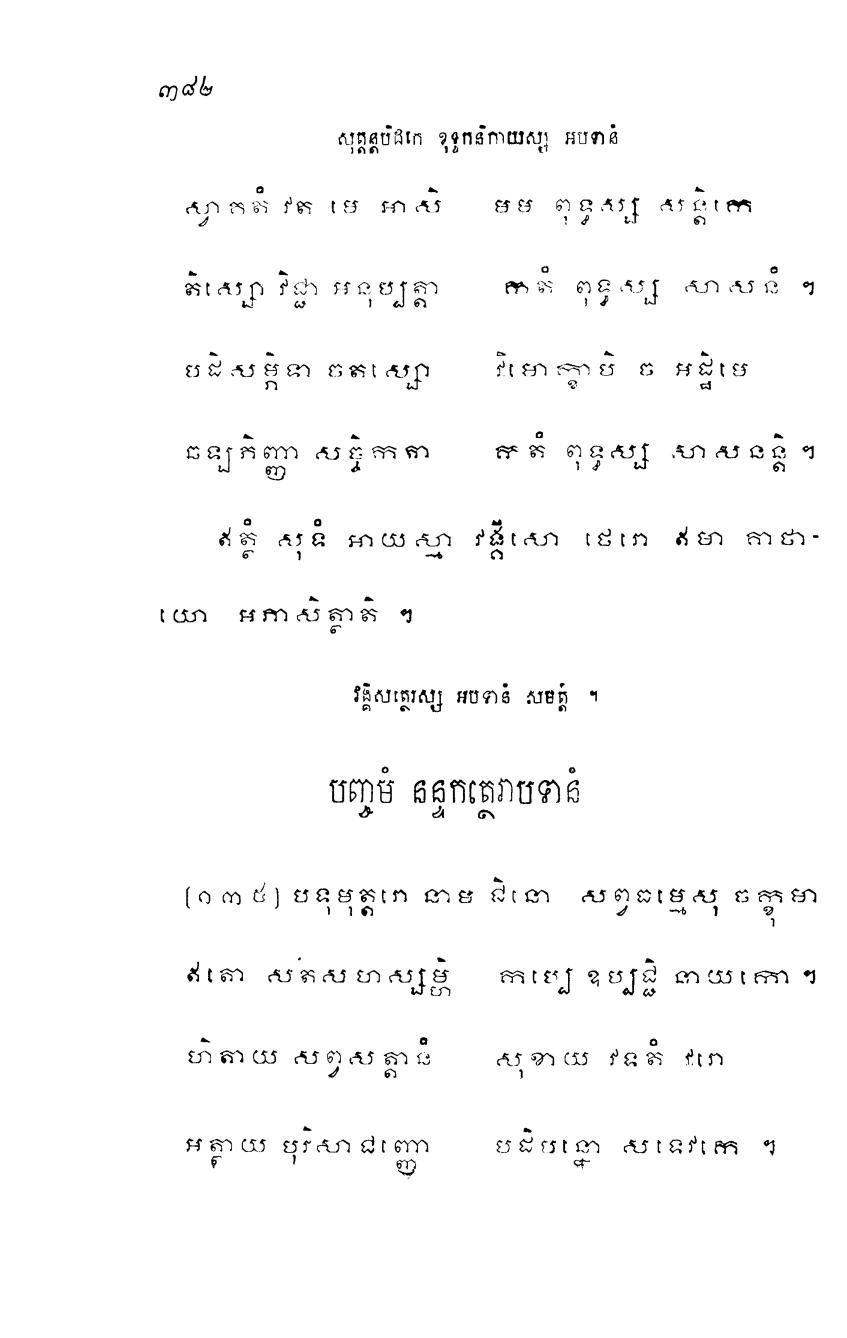 ៣៨២
សុត្តន្តបិដកេ ខុទ្ទកនិកាយស្ស អបទានំ
ស្វាកតំ វត មេ អាសិ មម ពុទ្ធស្ស សន្តិកេ
តិស្សោ វិជ្ជា អនុប្បត្តា កតំ ពុទ្ធស្ស សាសនំ ។
បដិសម្ភិទា ចតស្សោ វិមោក្ខាបិ ច អដ្ឋិមេ
ឆឡភិញ្ញា សច្ឆិកតា កតំ ពុទ្ធស្ស សាសនន្តិ ។
ឥត្ថំ សុទំ អាយស្មា វង្គីសោ ថេរោ ឥមា គាថា-
យោ អភាសិត្ថាតិ ។
វង្គិសត្ថេរស្ស អបទានំ សមត្តំ ។
បញ្ចមំ នន្ទកត្ថេរាបទានំ
[១៣៥] បទុមុត្តរោ នាម ជិនោ សព្វធម្មេសុ ចក្ខុមា
ឥតោ សតសហស្សម្ហិ កប្បេ ឧប្បជ្ជិ នាយកោ ។
ហិតាយ សព្វសត្តានំ សុខាយ វទតំ វរោ
អត្ថាយ បុរិសាជញ្ញោ បដិបន្នោ សទេវកេ ។